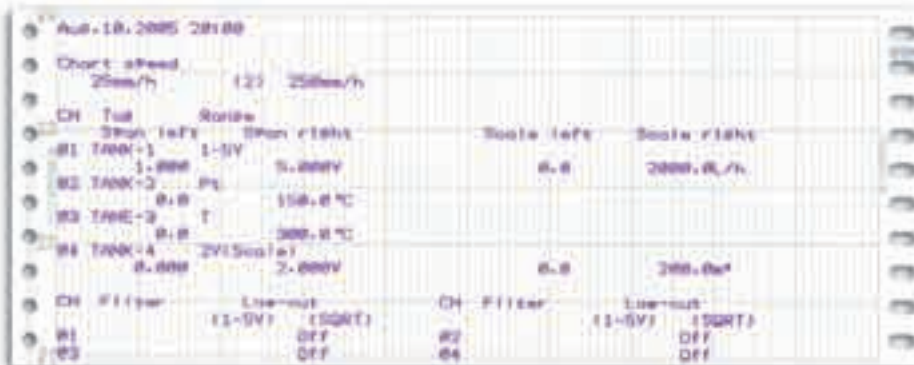 Aug.10.2005 20:00
Chart speed
25mm/h (2) 250mm/h
CH Tag Range
Span left Span right Scale left Scale right
01 TANK-1 1-5V
1.000 5.000V 0.0 2000.0L/h
02 TANK-2 Pt
0.0 150.0℃
03 TANK-3 T
0.0 300.0℃
04 TANK-4 2V(Scale)
0.000 2.000V 0.0 200.0m³
CH Filter Low-cut CH Filter Low-cut
(1-5V) (SQRT) (1-5V) (SQRT)
01 Off 02 Off
03 Off 04 Off